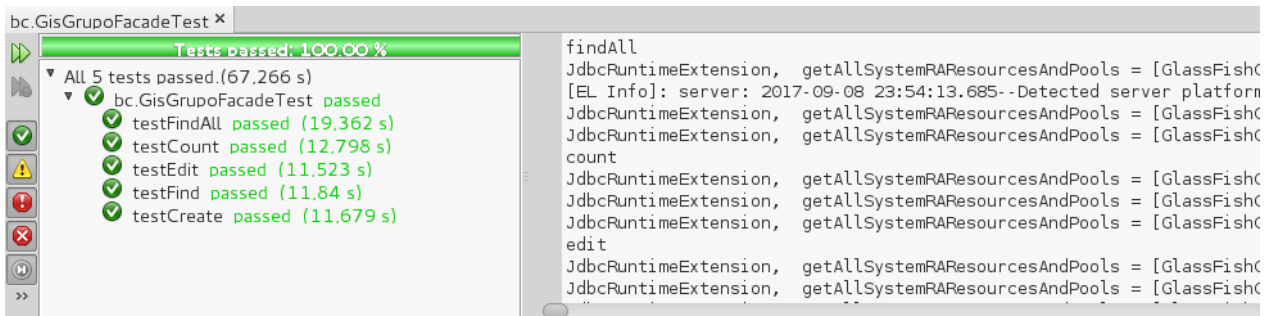 bc.GisGrupoFacadeTest ×
Tests passed: 100,00 %
All 5 tests passed.(67,266 s)
bc.GisGrupoFacadeTest passed
testFindAll passed (19,362 s)
testCount passed (12,798 s)
testEdit passed (11,523 s)
testFind passed (11,84 s)
testCreate passed (11,679 s)
>>
findAll
JdbcRuntimeExtension, getAllSystemRAResourcesAndPools = [GlassFish
[EL Info]: server: 2017-09-08 23:54:13.685--Detected server platform
JdbcRuntimeExtension, getAllSystemRAResourcesAndPools = [GlassFish
JdbcRuntimeExtension, getAllSystemRAResourcesAndPools = [GlassFish
count
JdbcRuntimeExtension, getAllSystemRAResourcesAndPools = [GlassFish
JdbcRuntimeExtension, getAllSystemRAResourcesAndPools = [GlassFish
JdbcRuntimeExtension, getAllSystemRAResourcesAndPools = [GlassFish
edit
JdbcRuntimeExtension, getAllSystemRAResourcesAndPools = [GlassFish
JdbcRuntimeExtension, getAllSystemRAResourcesAndPools = [GlassFish